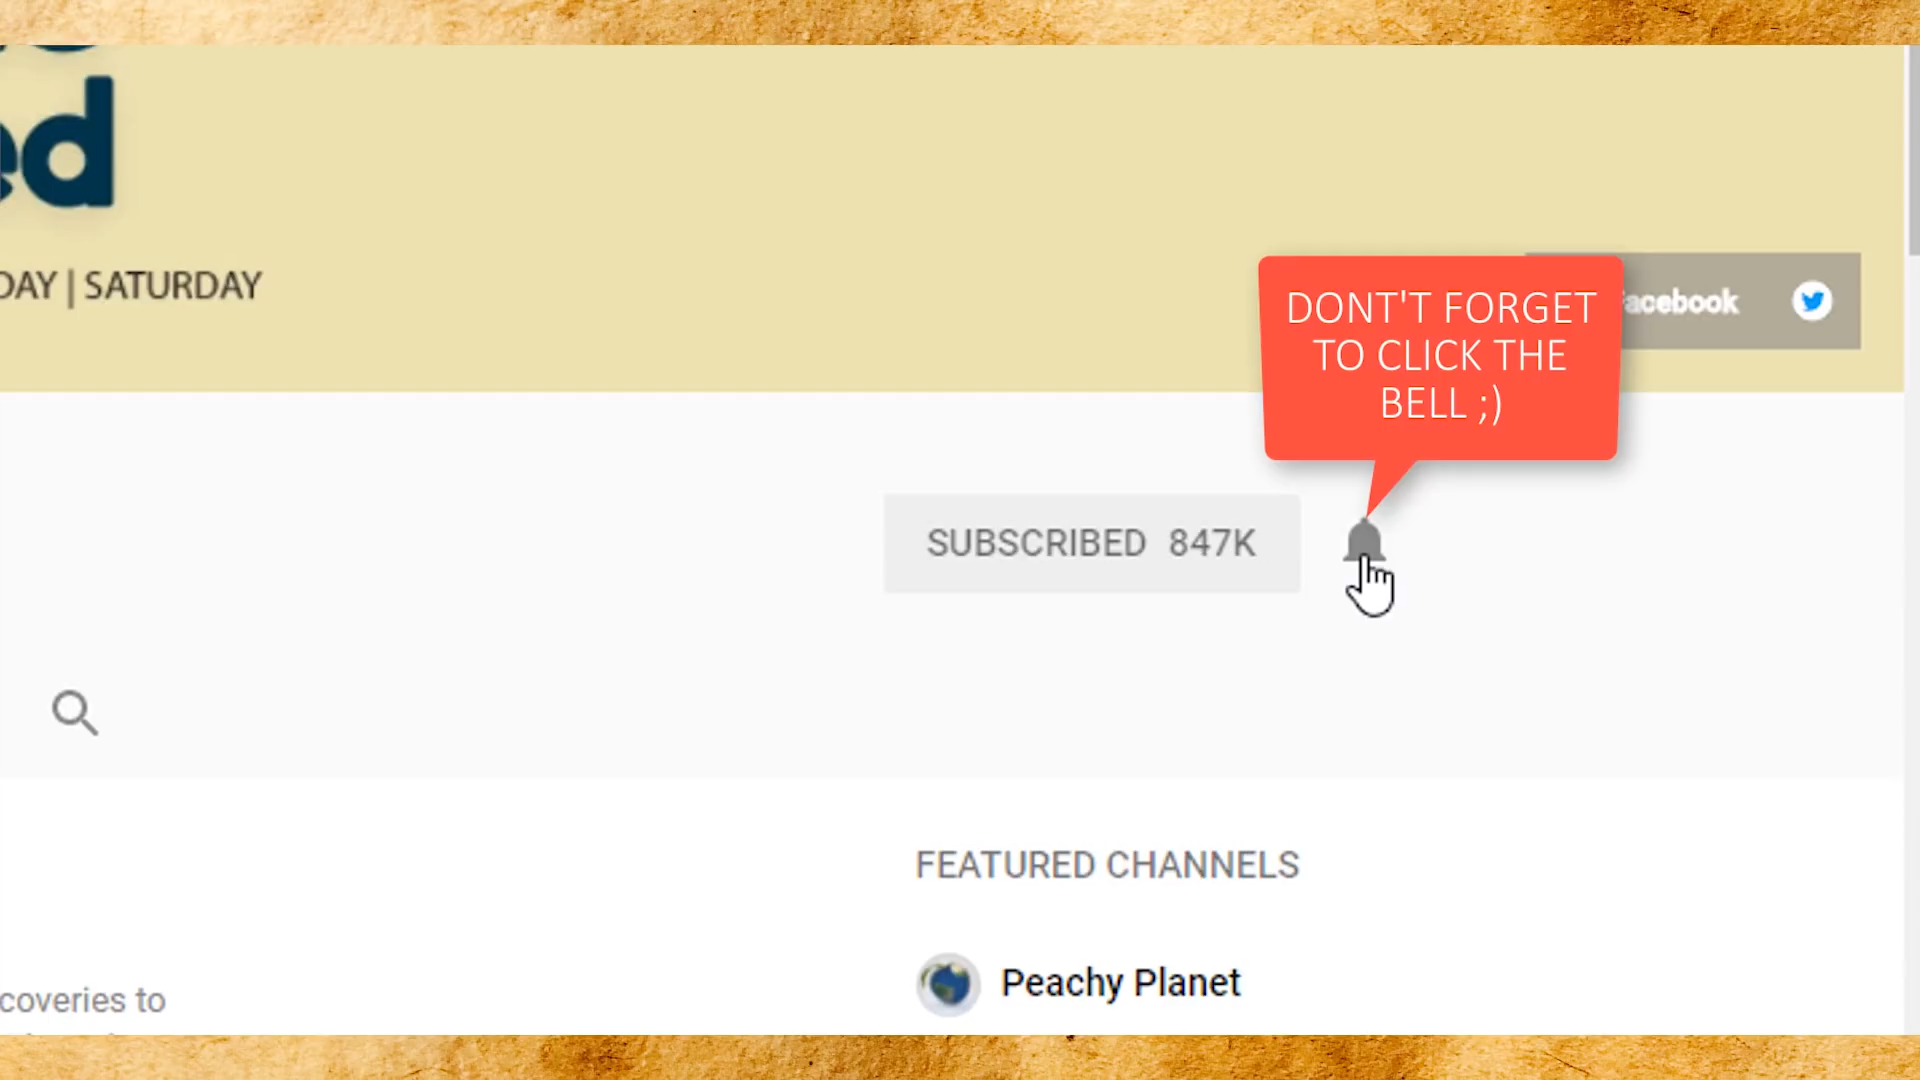 ed
DAY | SATURDAY
DONT'T FORGET
TO CLICK THE
BELL ;)
acebook
SUBSCRIBED 847K
FEATURED CHANNELS
Peachy Planet
coveries to